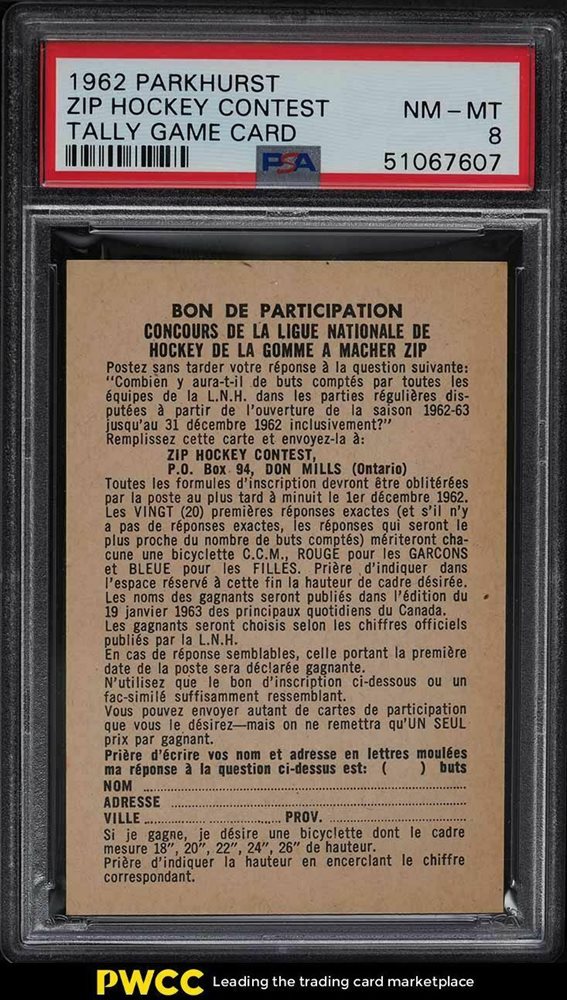 1962 PARKHURST
ZIP HOCKEY CONTEST NM - MT
TALLY GAME CARD 8
PSA 51067607
BON DE PARTICIPATION
CONCOURS DE LA LIGUE NATIONALE DE
HOCKEY DE LA GOMME A MACHER ZIP
Postez sans tarder votre réponse à la question suivante:
"Combien y aura-t-il de buts comptés par toutes les
équipes de la L.N.H. dans les parties régulières dis-
putées à partir de l'ouverture de la saison 1962-63
jusqu'au 31 décembre 1962 inclusivement?"
Remplissez cette carte et envoyez-la à:
ZIP HOCKEY CONTEST,
P.O. Box 94, DON MILLS (Ontario)
Toutes les formules d'inscription devront être oblitérées
par la poste au plus tard à minuit le 1er décembre 1962.
Les VINGT (20) premières réponses exactes (et s'il n'y
a pas de réponses exactes, les réponses qui seront le
plus proche du nombre de buts comptés) mériteront cha-
cune une bicyclette C.C.M., ROUGE pour les GARCONS
et BLEUE pour les FILLES. Prière d'indiquer dans
l'espace réservé à cette fin la hauteur de cadre désirée.
Les noms des gagnants seront publiés dans l'édition du
19 janvier 1963 des principaux quotidiens du Canada.
Les gagnants seront choisis selon les chiffres officiels
publiés par la L.N.H.
En cas de réponse semblables, celle portant la première
date de la poste sera déclarée gagnante.
N'utilisez que le bon d'inscription ci-dessous ou un
fac-similé suffisamment ressemblant.
Vous pouvez envoyer autant de cartes de participation
que vous le désirez—mais on ne remettra qu'UN SEUL
prix par gagnant.
Prière d'écrire vos nom et adresse en lettres moulées
ma réponse à la question ci-dessus est: ( ) buts
NOM
ADRESSE
VILLE PROV.
Si je gagne, je désire une bicyclette dont le cadre
mesure 18", 20", 22", 24", 26" de hauteur.
Prière d'indiquer la hauteur en encerclant le chiffre
correspondant.
PWCC Leading the trading card marketplace